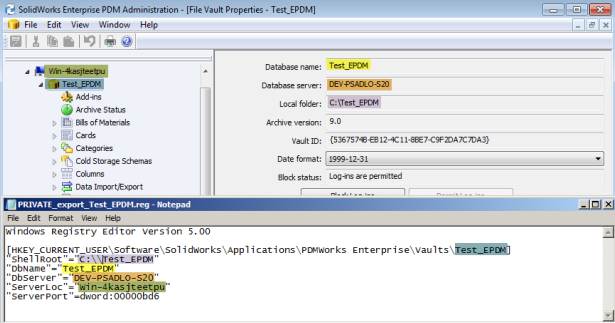 SolidWorks Enterprise PDM Administration - [File Vault Properties - Test_EPDM]
File Edit View Window Help
Win-4kasjteetpu
Test_EPDM
Add-ins
Archive Status
Bills of Materials
Cards
Categories
Cold Storage Schemas
Columns
Data Import/Export
Database name: Test_EPDM
Database server: DEV-PSADLO-S20
Local folder: C:\Test_EPDM
Archive version: 9.0
Vault ID: {5367574B-EB12-4C11-8BE7-C9F2DA7C7DA3}
Date format: 1999-12-31
Block status: Log-ins are permitted
PRIVATE_export_Test_EPDM.reg - Notepad
File Edit Format View Help
Windows Registry Editor Version 5.00
[HKEY_CURRENT_USER\Software\SolidWorks\Applications\PDMWorks Enterprise\Vaults\Test_EPDM]
"ShellRoot"="C:\\Test_EPDM"
"DbName"="Test_EPDM"
"DbServer"="DEV-PSADLO-S20"
"ServerLoc"="win-4kasjteetpu"
"ServerPort"=dword:00000bd6